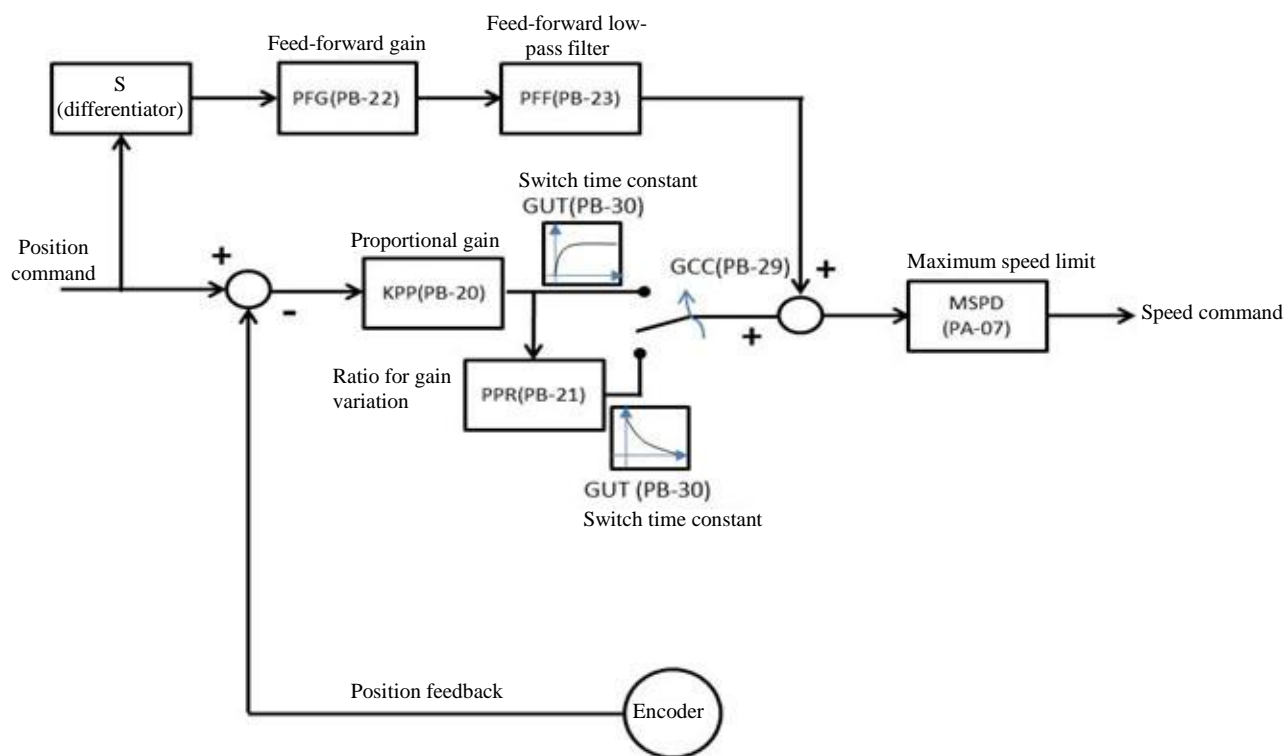 Feed-forward gain
Feed-forward low-
pass filter
S
(differentiator)
PFG(PB-22)
PFF(PB-23)
Switch time constant
GUT(PB-30)
Position
command
+
-
Proportional gain
KPP(PB-20)
GCC(PB-29)
+
+
Maximum speed limit
MSPD
(PA-07)
Speed command
Ratio for gain
variation
PPR(PB-21)
GUT (PB-30)
Switch time constant
Position feedback
Encoder